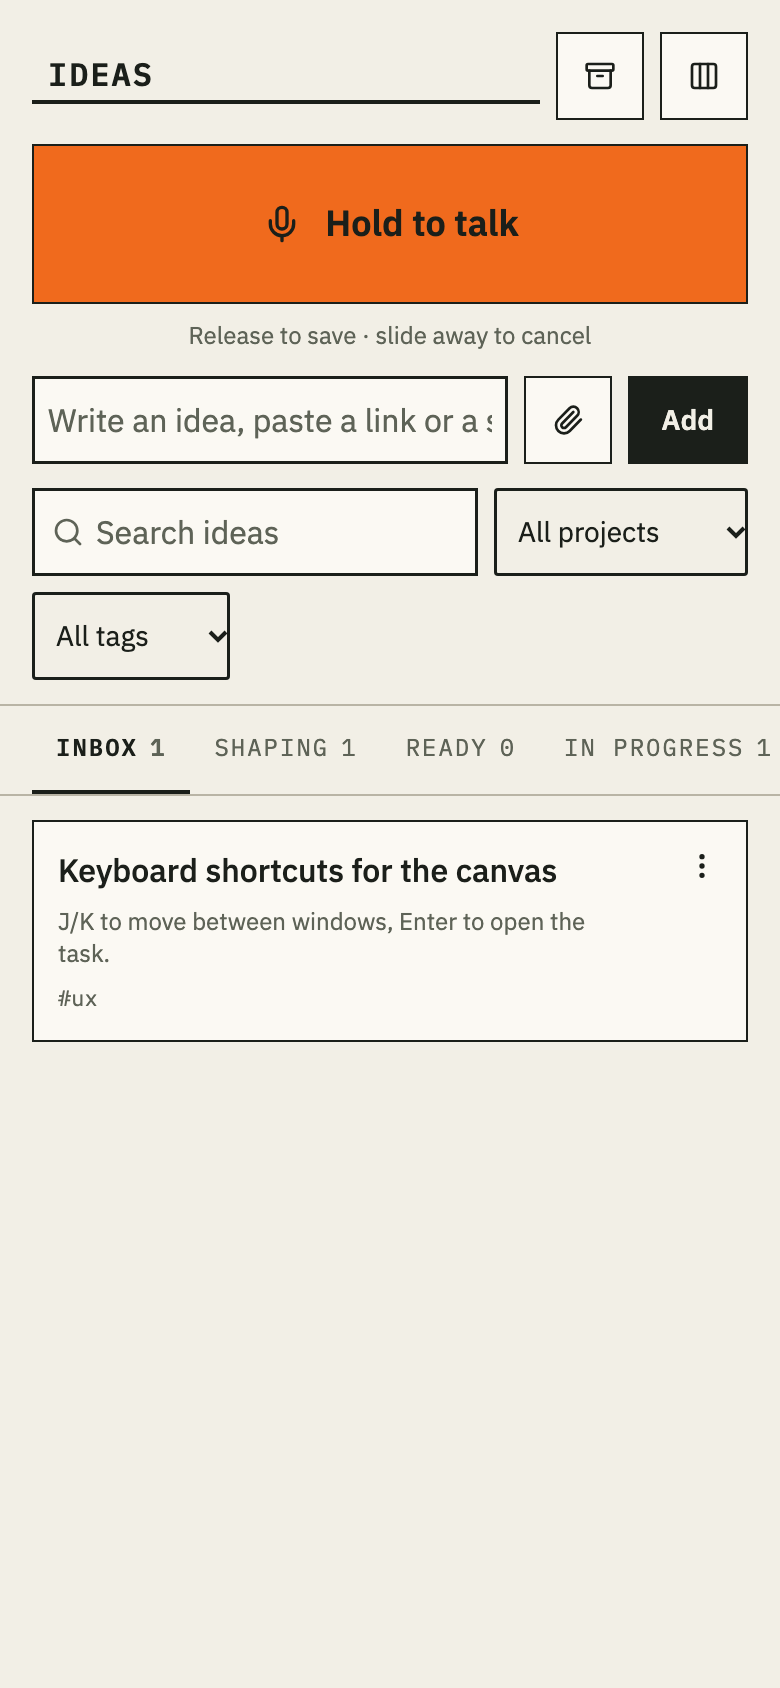 IDEAS
Hold to talk
Release to save · slide away to cancel
Write an idea, paste a link or a s
Add
Search ideas
All projects
All tags
INBOX 1 SHAPING 1 READY 0 IN PROGRESS 1
Keyboard shortcuts for the canvas
J/K to move between windows, Enter to open the
task.
#ux